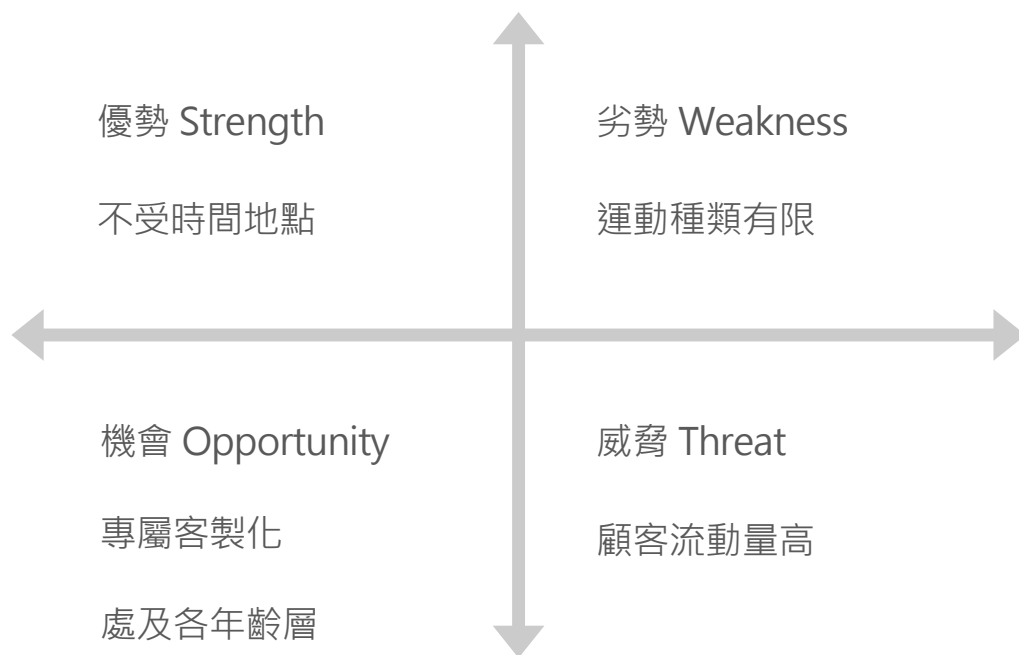 優勢 Strength
不受時間地點
劣勢 Weakness
運動種類有限
機會 Opportunity
專屬客製化
處及各年齡層
威脅 Threat
顧客流動量高